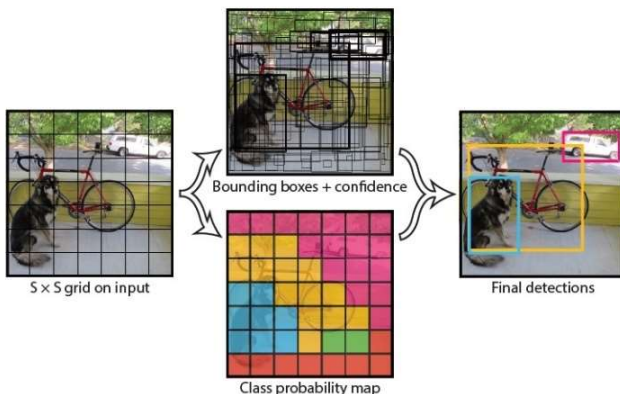 Bounding boxes + confidence
S × S grid on input
Final detections
Class probability map